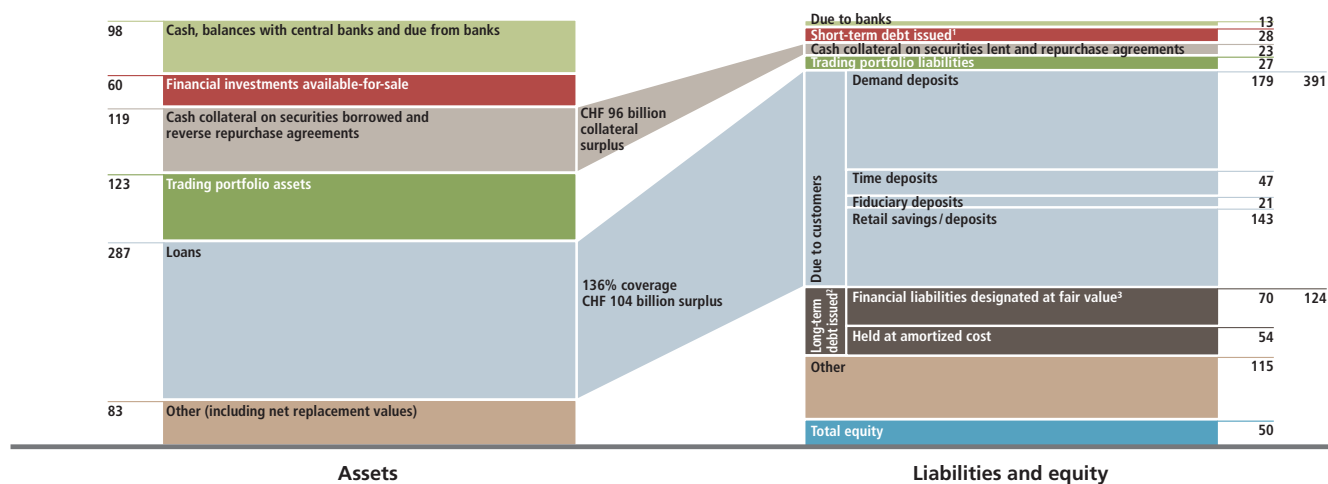 98 Cash, balances with central banks and due from banks
60 Financial investments available-for-sale
119 Cash collateral on securities borrowed and
reverse repurchase agreements
123 Trading portfolio assets
287 Loans
83 Other (including net replacement values)
CHF 96 billion
collateral
surplus
136% coverage
CHF 104 billion surplus
Due to banks 13
Short-term debt issued¹ 28
Cash collateral on securities lent and repurchase agreements 23
Trading portfolio liabilities 27
Due to customers
Demand deposits 179 391
Time deposits 47
Fiduciary deposits 21
Retail savings/deposits 143
Long-term
debt issued²
Financial liabilities designated at fair value³ 70 124
Held at amortized cost 54
Other 115
Total equity 50
Assets
Liabilities and equity